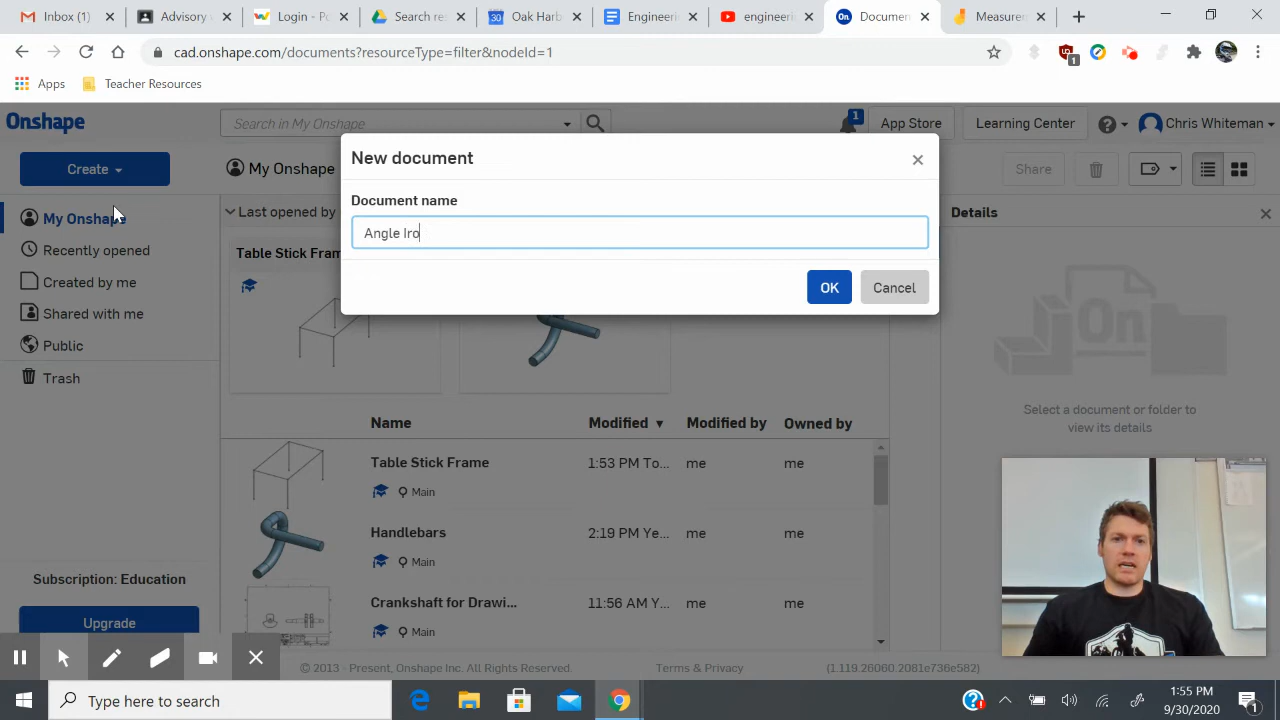 Inbox (1)
Advisory
Login - Po
Search re
Oak Harb
Engineeri
engineeri
Documen
Measurem
cad.onshape.com/documents?resourceType=filter&nodeId=1
1
Apps
Teacher Resources
Onshape
Search in My Onshape
1
App Store
Learning Center
Chris Whiteman
Create
My Onshape
Share
New document
Document name
Angle Iro
OK
Cancel
My Onshape
Recently opened
Created by me
Shared with me
Public
Trash
Last opened by
Details
Table Stick Fram
Select a document or folder to
view its details
Name
Modified
Modified by
Owned by
Table Stick Frame
1:53 PM To...
me
me
Main
Handlebars
2:19 PM Ye...
me
me
Main
Crankshaft for Drawi...
11:56 AM Y...
me
me
Main
Subscription: Education
Upgrade
© 2013 - Present, Onshape Inc. All Rights Reserved.
Terms & Privacy
(1.119.26060.2081e736e582)
Type here to search
1:55 PM
9/30/2020
1